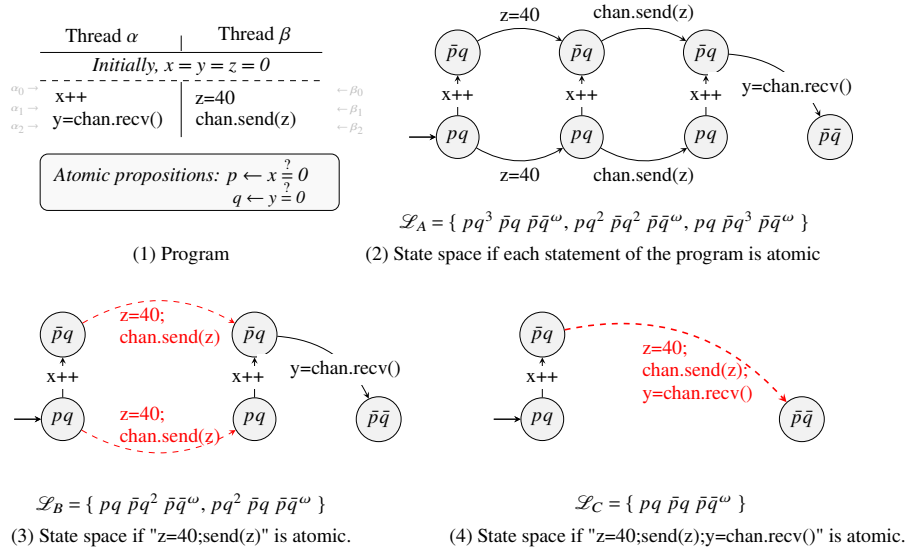 Thread α | Thread β
Initially, x = y = z = 0
α₀ → x++ z=40 ← β₀
α₁ → y=chan.recv() chan.send(z) ← β₁
α₂ → ← β₂
Atomic propositions: p ← x ≟ 0
q ← y ≟ 0
(1) Program
z=40 chan.send(z)
p̄q p̄q p̄q
x++ x++ x++ y=chan.recv()
pq pq pq p̄q̄
z=40 chan.send(z)
ℒ_A = { pq³ p̄q p̄q̄^ω, pq² p̄q² p̄q̄^ω, pq p̄q³ p̄q̄^ω }
(2) State space if each statement of the program is atomic
z=40;
chan.send(z)
p̄q p̄q
x++ x++ y=chan.recv()
z=40;
chan.send(z)
pq pq p̄q̄
ℒ_B = { pq p̄q² p̄q̄^ω, pq² p̄q p̄q̄^ω }
(3) State space if "z=40;send(z)" is atomic.
p̄q
z=40;
chan.send(z);
y=chan.recv()
x++
pq p̄q̄
ℒ_C = { pq p̄q p̄q̄^ω }
(4) State space if "z=40;send(z);y=chan.recv()" is atomic.